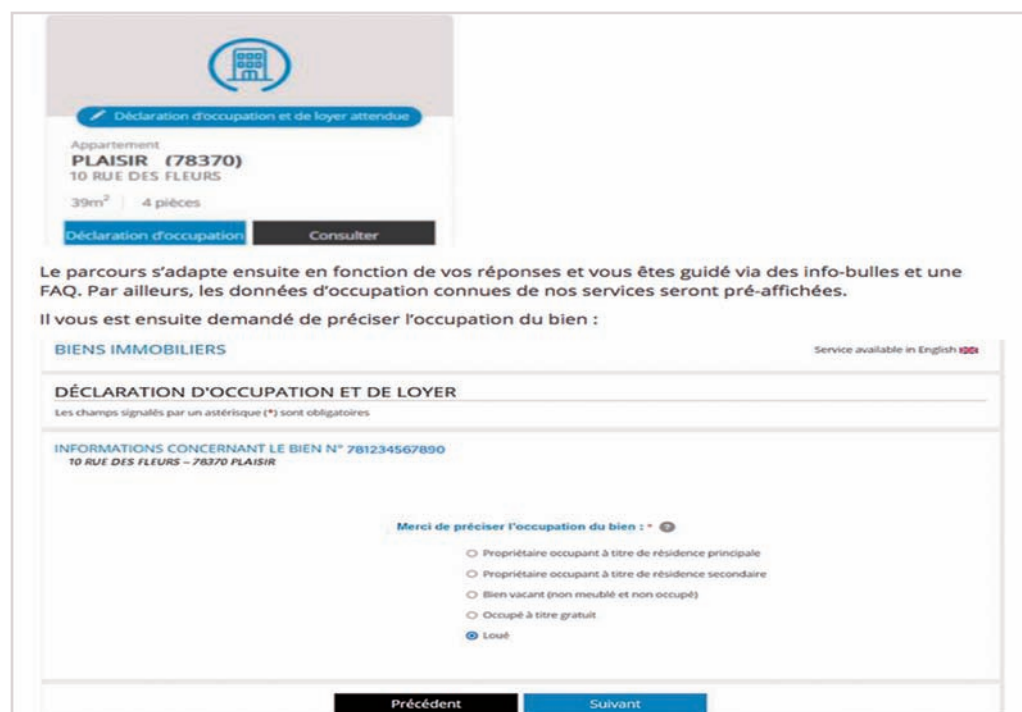 Déclaration d'occupation et de loyer attendue
Appartement
PLAISIR (78370)
10 RUE DES FLEURS
39m² | 4 pièces
Déclaration d'occupation
Consulter
Le parcours s'adapte ensuite en fonction de vos réponses et vous êtes guidé via des info-bulles et une
FAQ. Par ailleurs, les données d'occupation connues de nos services seront pré-affichées.
Il vous est ensuite demandé de préciser l'occupation du bien :
BIENS IMMOBILIERS
Service available in English
DÉCLARATION D'OCCUPATION ET DE LOYER
Les champs signalés par un astérisque (*) sont obligatoires
INFORMATIONS CONCERNANT LE BIEN N° 781234567890
10 RUE DES FLEURS – 78370 PLAISIR
Merci de préciser l'occupation du bien : * ?
Propriétaire occupant à titre de résidence principale
Propriétaire occupant à titre de résidence secondaire
Bien vacant (non meublé et non occupé)
Occupé à titre gratuit
Loué
Précédent
Suivant